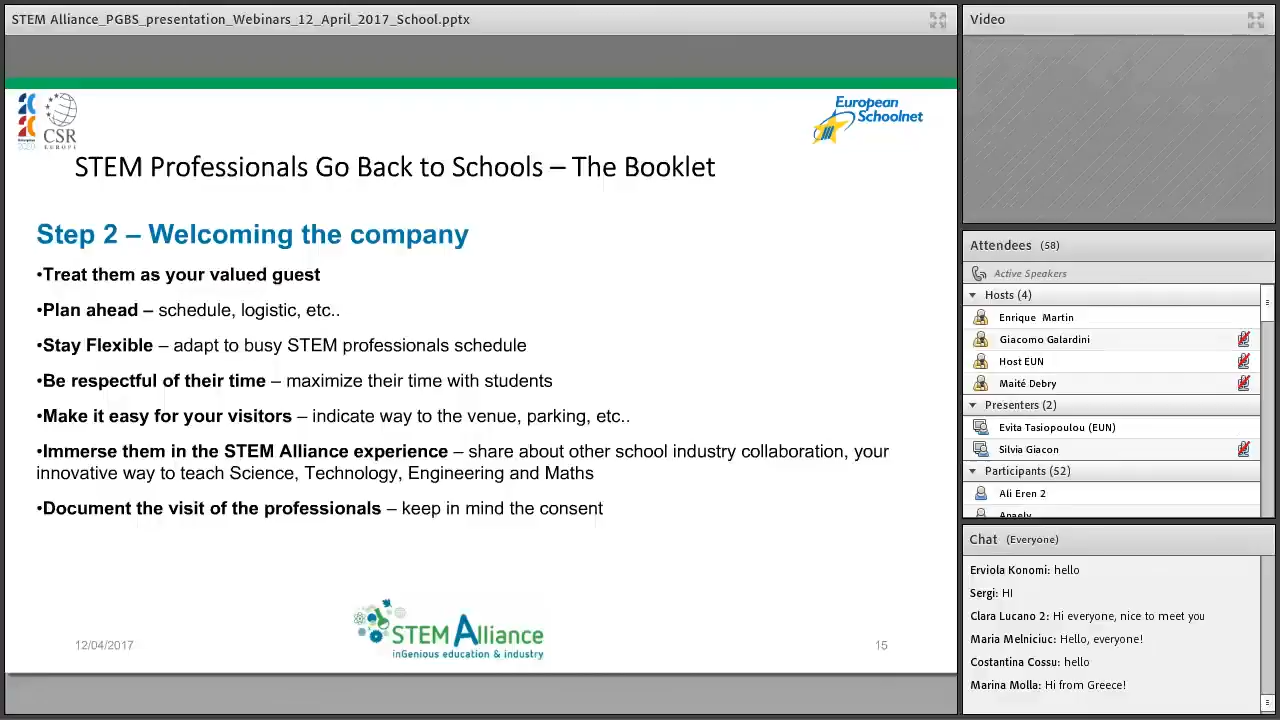 STEM Alliance_PGBS_presentation_Webinars_12_April_2017_School.pptx
CSR
EUROPE
European
Schoolnet
STEM Professionals Go Back to Schools – The Booklet
Step 2 – Welcoming the company
•Treat them as your valued guest
•Plan ahead – schedule, logistic, etc..
•Stay Flexible – adapt to busy STEM professionals schedule
•Be respectful of their time – maximize their time with students
•Make it easy for your visitors – indicate way to the venue, parking, etc..
•Immerse them in the STEM Alliance experience – share about other school industry collaboration, your
innovative way to teach Science, Technology, Engineering and Maths
•Document the visit of the professionals – keep in mind the consent
STEM Alliance
inGenious education & industry
12/04/2017
15
Video
Attendees (58)
Active Speakers
Hosts (4)
Enrique Martin
Giacomo Galardini
Host EUN
Maité Debry
Presenters (2)
Evita Tasiopoulou (EUN)
Silvia Giacon
Participants (52)
Ali Eren 2
Chat (Everyone)
Erviola Konomi: hello
Sergi: HI
Clara Lucano 2: Hi everyone, nice to meet you
Maria Melniciuc: Hello, everyone!
Costantina Cossu: hello
Marina Molla: Hi from Greece!